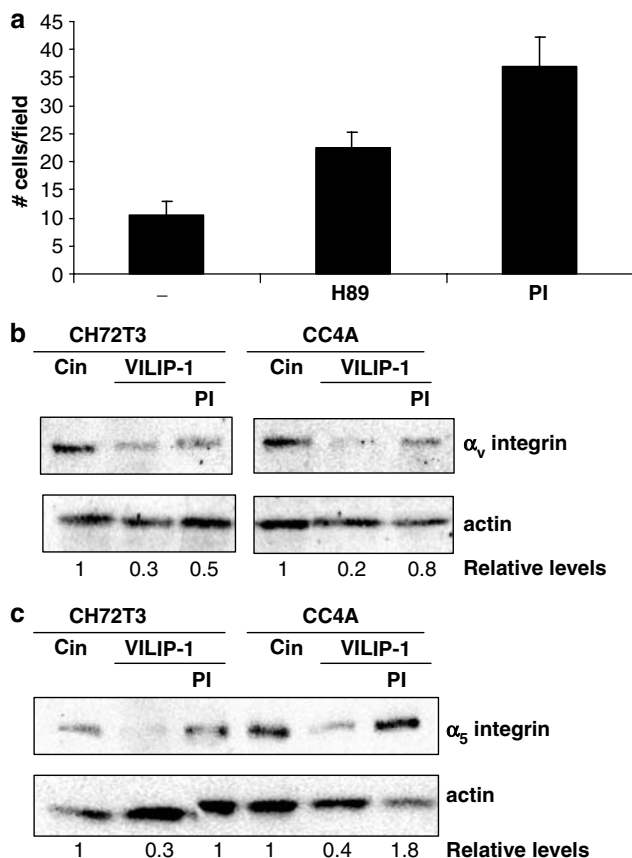 a
# cells/field
45
40
35
30
25
20
15
10
5
0
– H89 PI
b
CH72T3 CC4A
Cin VILIP-1 Cin VILIP-1
PI PI
αv integrin
actin
1 0.3 0.5 1 0.2 0.8 Relative levels
c
CH72T3 CC4A
Cin VILIP-1 Cin VILIP-1
PI PI
α5 integrin
actin
1 0.3 1 1 0.4 1.8 Relative levels